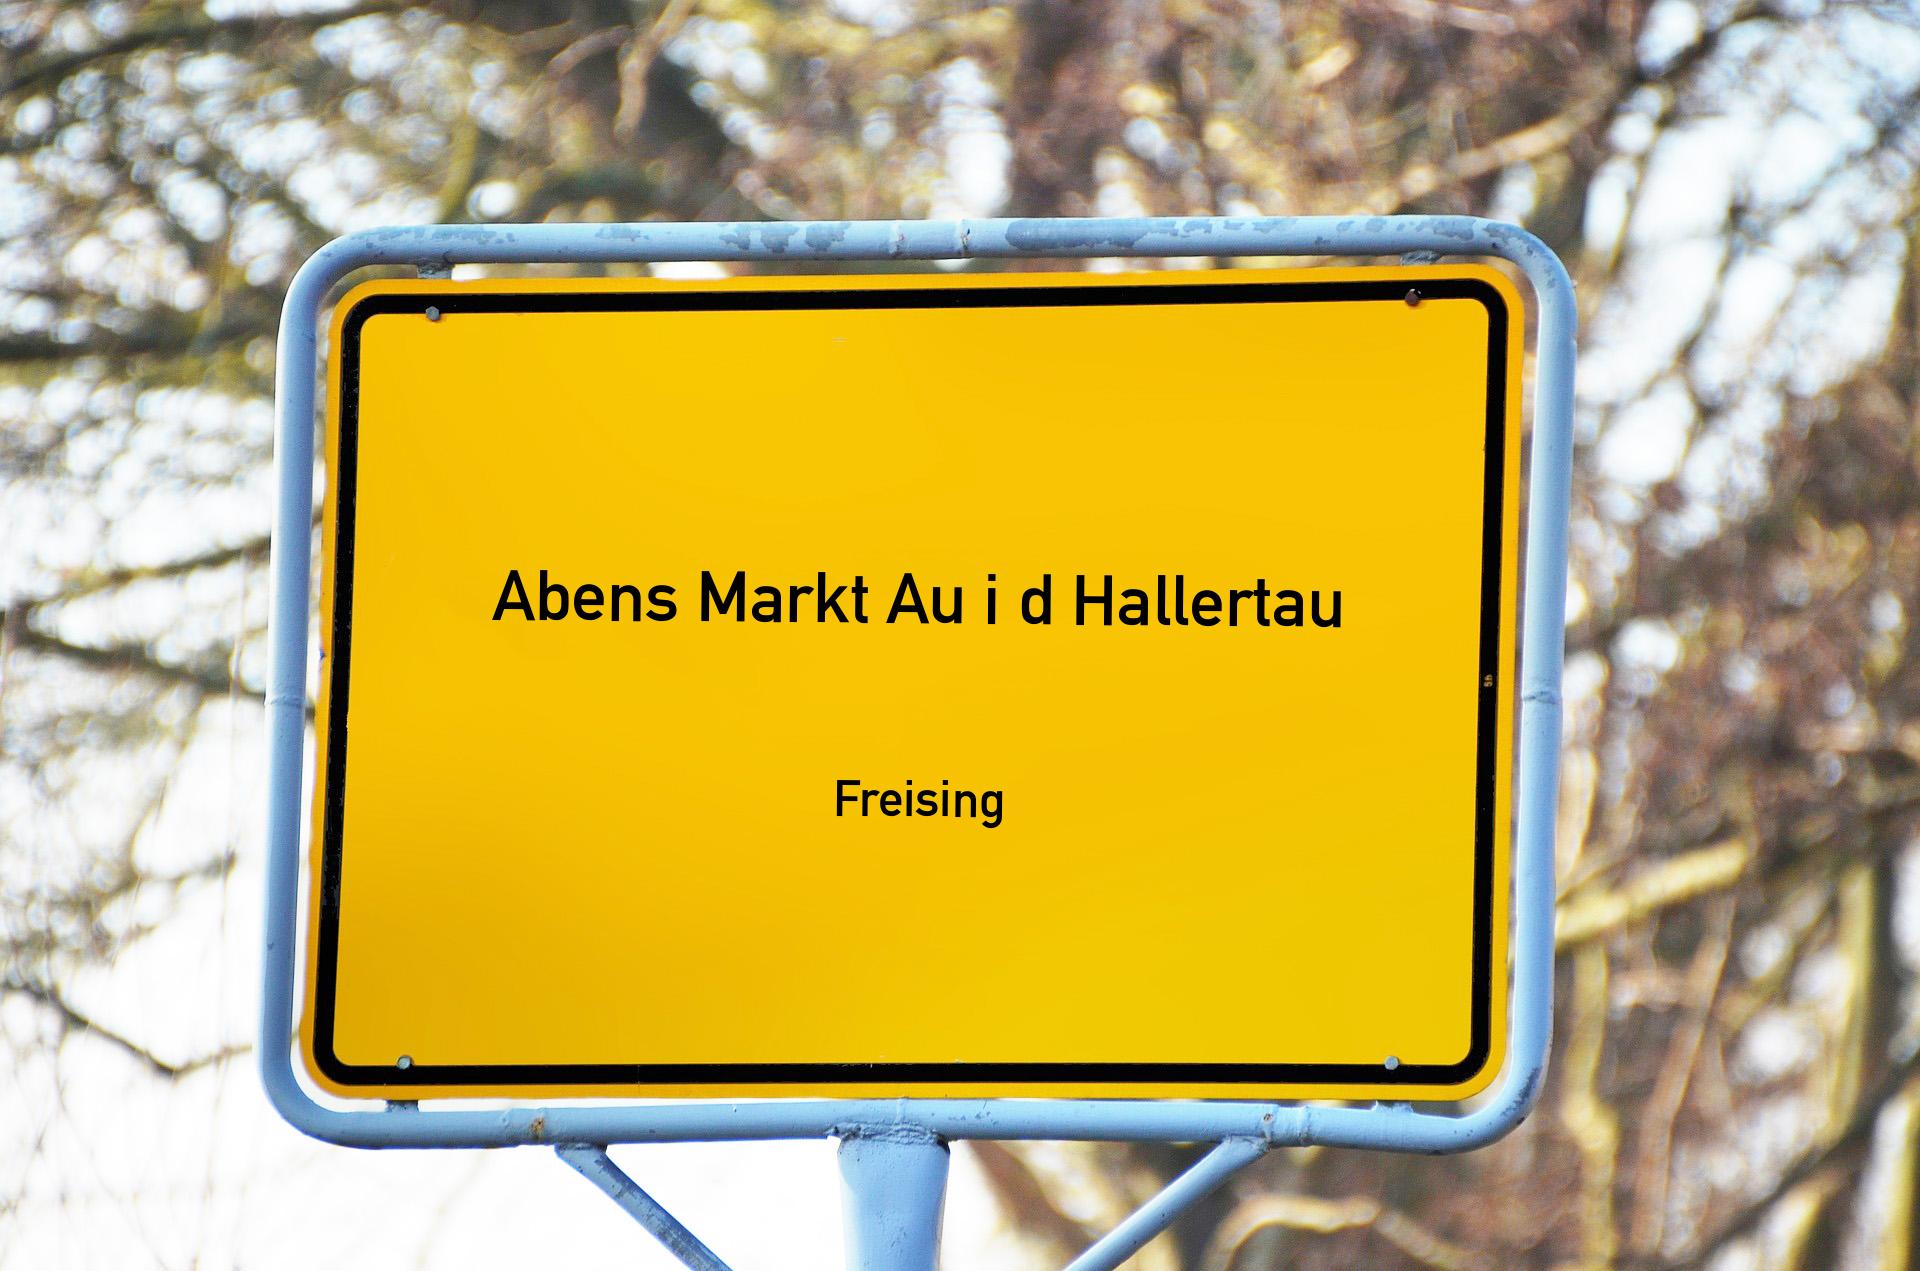 Abens Markt Au i d Hallertau
Freising